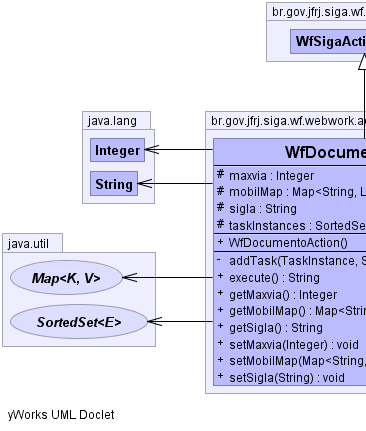 br.gov.jfrj.siga.wf
WfSigaActi
java.lang
Integer
String
br.gov.jfrj.siga.wf.webwork.a
WfDocume
# maxvia : Integer
# mobilMap : Map<String, L
# sigla : String
# taskInstances : SortedSe
+ WfDocumentoAction()
- addTask(TaskInstance, S
+ execute() : String
+ getMaxvia() : Integer
+ getMobilMap() : Map<Strin
+ getSigla() : String
+ setMaxvia(Integer) : void
+ setMobilMap(Map<String,
+ setSigla(String) : void
java.util
Map<K, V>
SortedSet<E>
yWorks UML Doclet